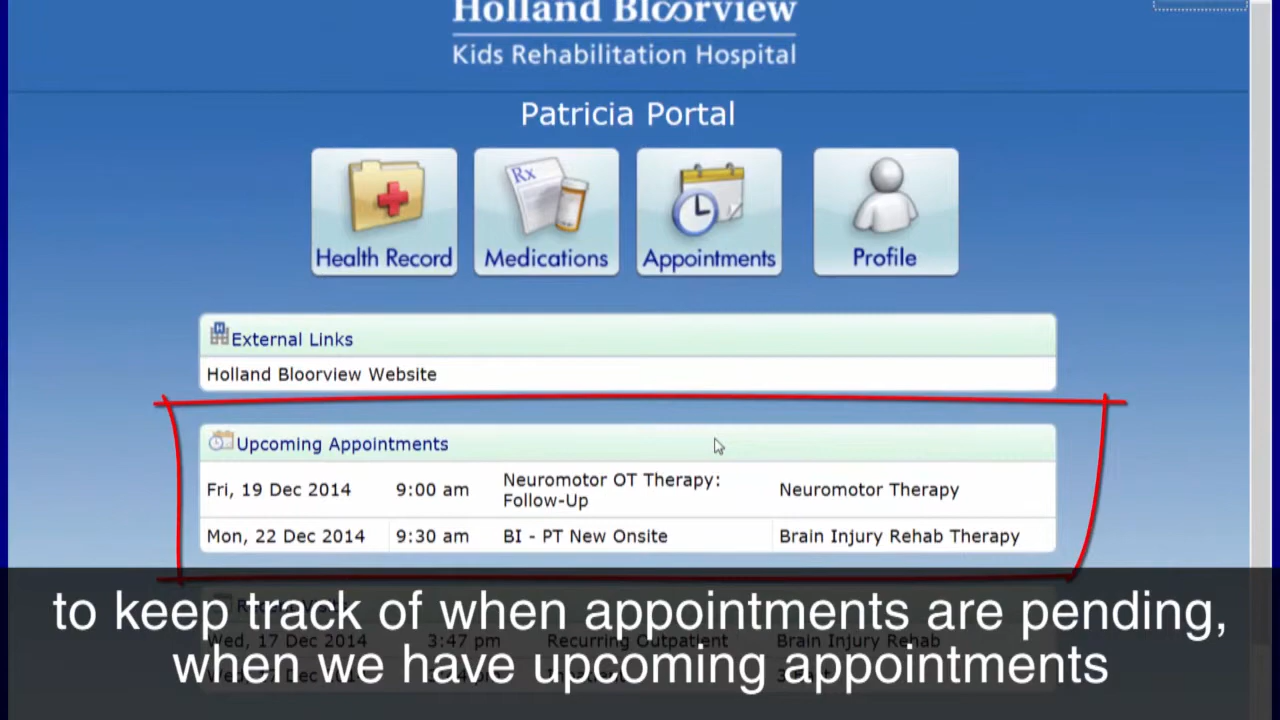 Holland Bloorview
Kids Rehabilitation Hospital
Patricia Portal
Rx
Health Record
Medications
Appointments
Profile
H
External Links
Holland Bloorview Website
Upcoming Appointments
Fri, 19 Dec 2014 9:00 am Neuromotor OT Therapy: Follow-Up Neuromotor Therapy
Mon, 22 Dec 2014 9:30 am BI - PT New Onsite Brain Injury Rehab Therapy
Wed, 17 Dec 2014 3:47 pm Recurring Outpatient Brain Injury Rehab
to keep track of when appointments are pending,
when we have upcoming appointments